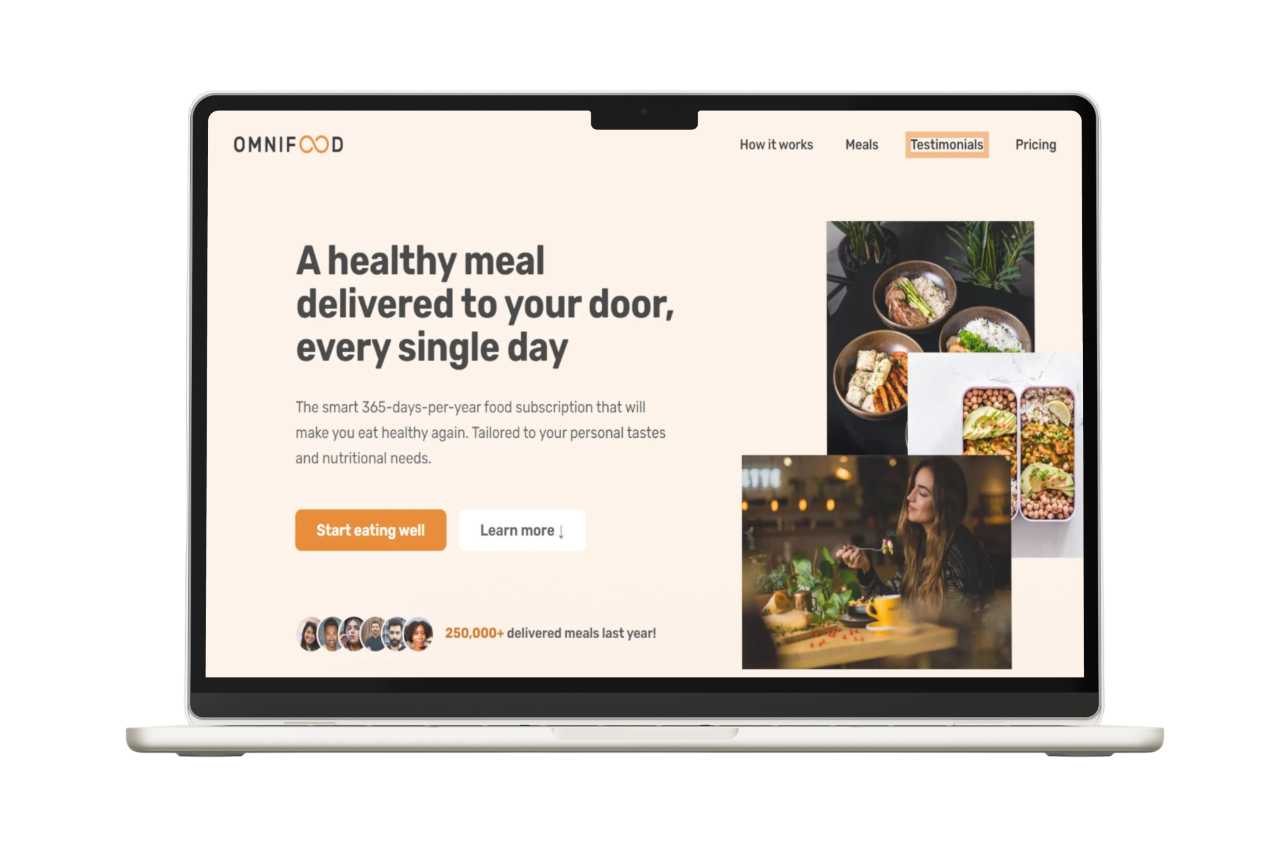 OMNIFOOD
How it works
Meals
Testimonials
Pricing
A healthy meal
delivered to your door,
every single day
The smart 365-days-per-year food subscription that will
make you eat healthy again. Tailored to your personal tastes
and nutritional needs.
Start eating well
Learn more ↓
250,000+ delivered meals last year!